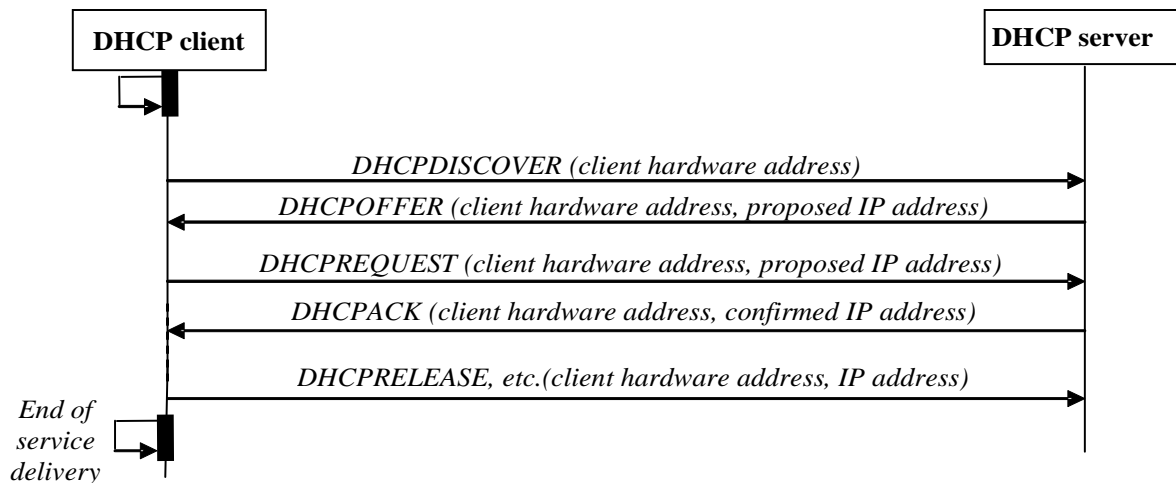 DHCP client
DHCP server
DHCPDISCOVER (client hardware address)
DHCPOFFER (client hardware address, proposed IP address)
DHCPREQUEST (client hardware address, proposed IP address)
DHCPACK (client hardware address, confirmed IP address)
DHCPRELEASE, etc.(client hardware address, IP address)
End of
service
delivery